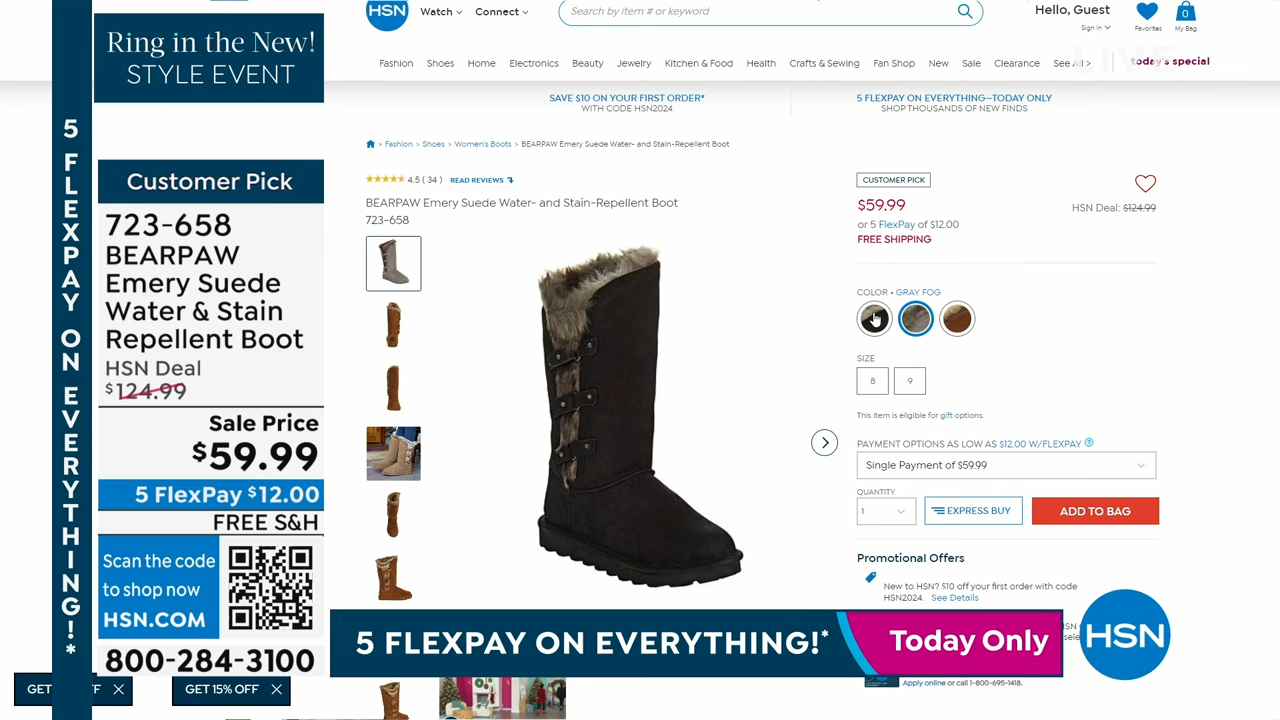 Ring in the New!
STYLE EVENT
5 FLEXPAY ON EVERYTHING!*
Customer Pick
723-658
BEARPAW
Emery Suede
Water & Stain
Repellent Boot
HSN Deal
$124.99
Sale Price
$59.99
5 FlexPay $12.00
FREE S&H
Scan the code
to shop now
HSN.COM
800-284-3100
GET 15% OFF
HSN
Watch
Connect
Search by item # or keyword
Hello, Guest
Sign In
Favorites
0
My Bag
LIVE
Fashion Shoes Home Electronics Beauty Jewelry Kitchen & Food Health Crafts & Sewing Fan Shop New Sale Clearance See All > today's special
SAVE $10 ON YOUR FIRST ORDER*
WITH CODE HSN2024
5 FLEXPAY ON EVERYTHING—TODAY ONLY
SHOP THOUSANDS OF NEW FINDS
> Fashion > Shoes > Women's Boots > BEARPAW Emery Suede Water- and Stain-Repellent Boot
4.5 ( 34 ) READ REVIEWS
BEARPAW Emery Suede Water- and Stain-Repellent Boot
723-658
CUSTOMER PICK
$59.99
HSN Deal: $124.99
or 5 FlexPay of $12.00
FREE SHIPPING
COLOR • GRAY FOG
SIZE
8 9
This item is eligible for gift options.
PAYMENT OPTIONS AS LOW AS $12.00 W/FLEXPAY
Single Payment of $59.99
QUANTITY
1
EXPRESS BUY
ADD TO BAG
Promotional Offers
New to HSN? $10 off your first order with code
HSN2024. See Details
5 FLEXPAY ON EVERYTHING!*
Today Only
HSN
Apply online or call 1-800-695-1418.